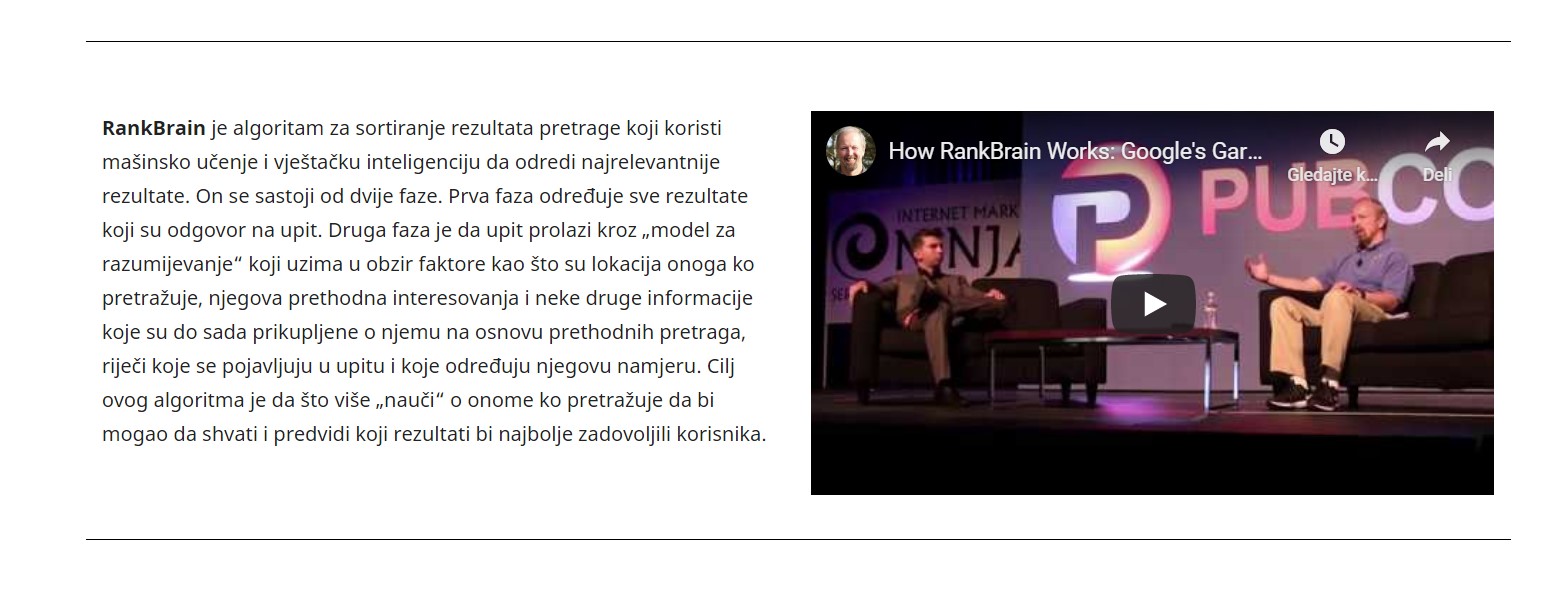 RankBrain je algoritam za sortiranje rezultata pretrage koji koristi
mašinsko učenje i vještačku inteligenciju da odredi najrelevantnije
rezultate. On se sastoji od dvije faze. Prva faza određuje sve rezultate
koji su odgovor na upit. Druga faza je da upit prolazi kroz „model za
razumijevanje“ koji uzima u obzir faktore kao što su lokacija onoga ko
pretražuje, njegova prethodna interesovanja i neke druge informacije
koje su do sada prikupljene o njemu na osnovu prethodnih pretraga,
riječi koje se pojavljuju u upitu i koje određuju njegovu namjeru. Cilj
ovog algoritma je da što više „nauči“ o onome ko pretražuje da bi
mogao da shvati i predvidi koji rezultati bi najbolje zadovoljili korisnika.
How RankBrain Works: Google's Gar...
Gledajte k...
Deli
PUBCO
INTERNET MARK
NINJA
SER